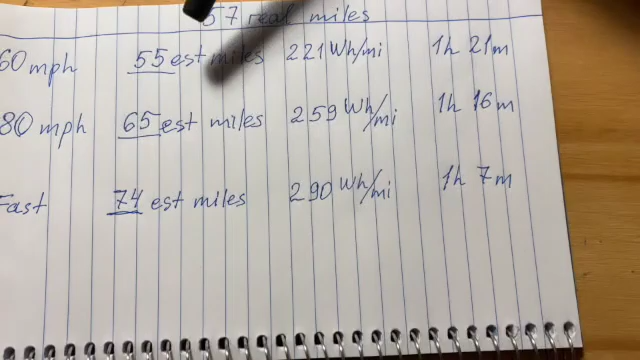 57 real miles
60 mph 55 est miles 221 Wh/mi 1h 21m
80 mph 65 est miles 259 Wh/mi 1h 16m
Fast 74 est miles 290 Wh/mi 1h 7m